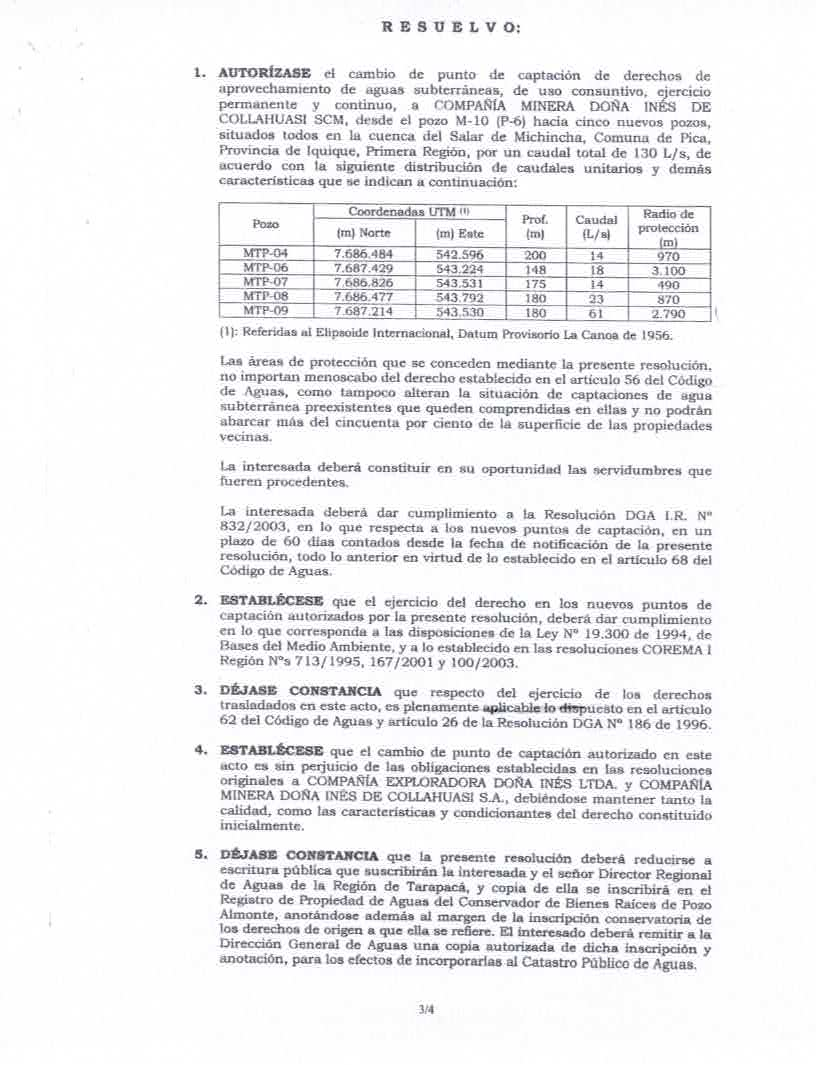 RESUELVO:
1. AUTORÍZASE el cambio de punto de captación de derechos de
aprovechamiento de aguas subterráneas, de uso consuntivo, ejercicio
permanente y continuo, a COMPAÑÍA MINERA DOÑA INÉS DE
COLLAHUASI SCM, desde el pozo M-10 (P-6) hacia cinco nuevos pozos,
situados todos en la cuenca del Salar de Michincha, Comuna de Pica,
Provincia de Iquique, Primera Región, por un caudal total de 130 L/s, de
acuerdo con la siguiente distribución de caudales unitarios y demás
características que se indican a continuación:
Pozo Coordenadas UTM (1) Prof. (m) Caudal (L/s) Radio de protección (m)
(m) Norte (m) Este
MTP-04 7.686.484 542.596 200 14 970
MTP-06 7.687.429 543.224 148 18 3.100
MTP-07 7.686.826 543.531 175 14 490
MTP-08 7.686.477 543.792 180 23 870
MTP-09 7.687.214 543.530 180 61 2.790
(1): Referidas al Elipsoide Internacional, Datum Provisorio La Canoa de 1956.
Las áreas de protección que se conceden mediante la presente resolución,
no importan menoscabo del derecho establecido en el artículo 56 del Código
de Aguas, como tampoco alteran la situación de captaciones de agua
subterránea preexistentes que queden comprendidas en ellas y no podrán
abarcar más del cincuenta por ciento de la superficie de las propiedades
vecinas.
La interesada deberá constituir en su oportunidad las servidumbres que
fueren procedentes.
La interesada deberá dar cumplimiento a la Resolución DGA I.R. Nº
832/2003, en lo que respecta a los nuevos puntos de captación, en un
plazo de 60 días contados desde la fecha de notificación de la presente
resolución, todo lo anterior en virtud de lo establecido en el artículo 68 del
Código de Aguas.
2. ESTABLÉCESE que el ejercicio del derecho en los nuevos puntos de
captación autorizados por la presente resolución, deberá dar cumplimiento
en lo que corresponda a las disposiciones de la Ley Nº 19.300 de 1994, de
Bases del Medio Ambiente, y a lo establecido en las resoluciones COREMA I
Región Nºs 713/1995, 167/2001 y 100/2003.
3. DÉJASE CONSTANCIA que respecto del ejercicio de los derechos
trasladados en este acto, es plenamente aplicable lo dispuesto en el artículo
62 del Código de Aguas y artículo 26 de la Resolución DGA Nº 186 de 1996.
4. ESTABLÉCESE que el cambio de punto de captación autorizado en este
acto es sin perjuicio de las obligaciones establecidas en las resoluciones
originales a COMPAÑÍA EXPLORADORA DOÑA INÉS LTDA. y COMPAÑÍA
MINERA DOÑA INÉS DE COLLAHUASI S.A., debiéndose mantener tanto la
calidad, como las características y condicionantes del derecho constituido
inicialmente.
5. DÉJASE CONSTANCIA que la presente resolución deberá reducirse a
escritura pública que suscribirán la interesada y el señor Director Regional
de Aguas de la Región de Tarapacá, y copia de ella se inscribirá en el
Registro de Propiedad de Aguas del Conservador de Bienes Raíces de Pozo
Almonte, anotándose además al margen de la inscripción conservatoria de
los derechos de origen a que ella se refiere. El interesado deberá remitir a la
Dirección General de Aguas una copia autorizada de dicha inscripción y
anotación, para los efectos de incorporarlas al Catastro Público de Aguas.
3/4